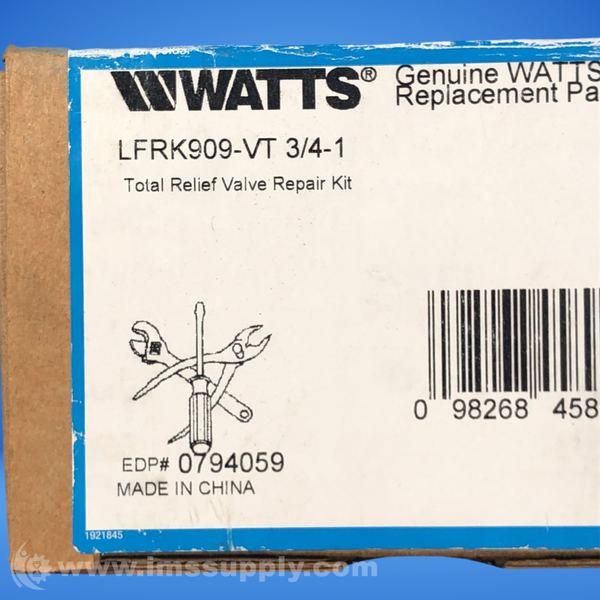 WATTS® Genuine WATTS
Replacement Pa
LFRK909-VT 3/4-1
Total Relief Valve Repair Kit
0 98268 458
EDP# 0794059
MADE IN CHINA
1921845
www.imssupply.com